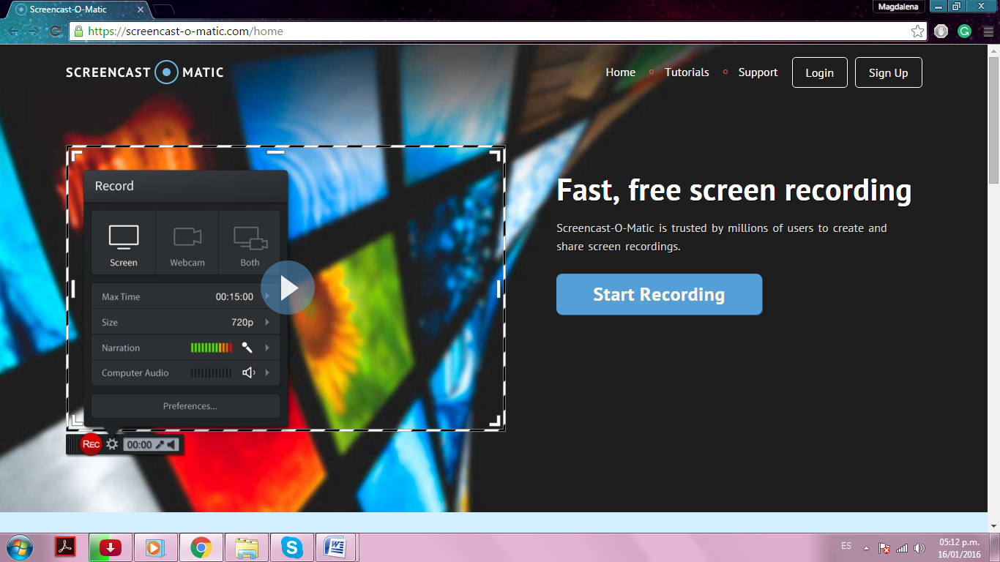 Screencast-O-Matic
Magdalena
https://screencast-o-matic.com/home
SCREENCAST MATIC
Home
Tutorials
Support
Login
Sign Up
Record
Screen
Webcam
Both
Max Time 00:15:00
Size 720p
Narration
Computer Audio
Preferences...
REC
00:00
Fast, free screen recording
Screencast-O-Matic is trusted by millions of users to create and
share screen recordings.
Start Recording
ES
05:12 p.m.
16/01/2016